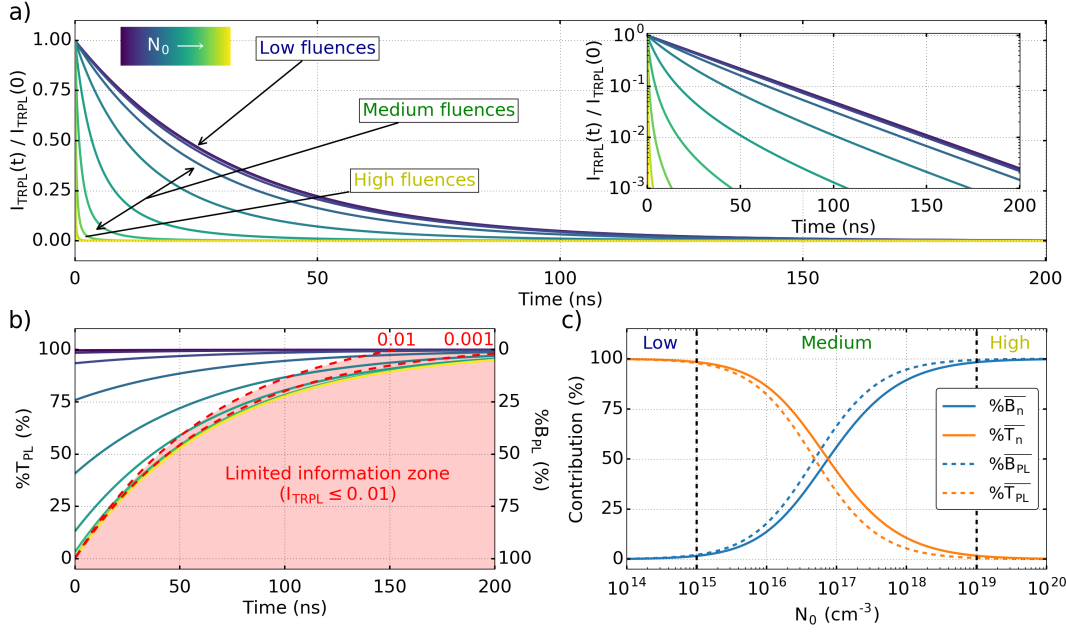 a)
N₀ →
Low fluences
Medium fluences
High fluences
I_TRPL(t) / I_TRPL(0)
1.00
0.75
0.50
0.25
0.00
0
50
100
150
200
Time (ns)
I_TRPL(t) / I_TRPL(0)
10⁰
10⁻¹
10⁻²
10⁻³
0
50
100
150
200
Time (ns)
b)
0.01
0.001
%T_PL (%)
100
75
50
25
0
Limited information zone
(I_TRPL ≤ 0.01)
0
25
50
75
100
%B_PL (%)
0
50
100
150
200
Time (ns)
c)
Low
Medium
High
Contribution (%)
100
75
50
25
0
%B̅ₙ̅
%T̅ₙ̅
%B̅_PL
%T̅_PL
10¹⁴
10¹⁵
10¹⁶
10¹⁷
10¹⁸
10¹⁹
10²⁰
N₀ (cm⁻³)